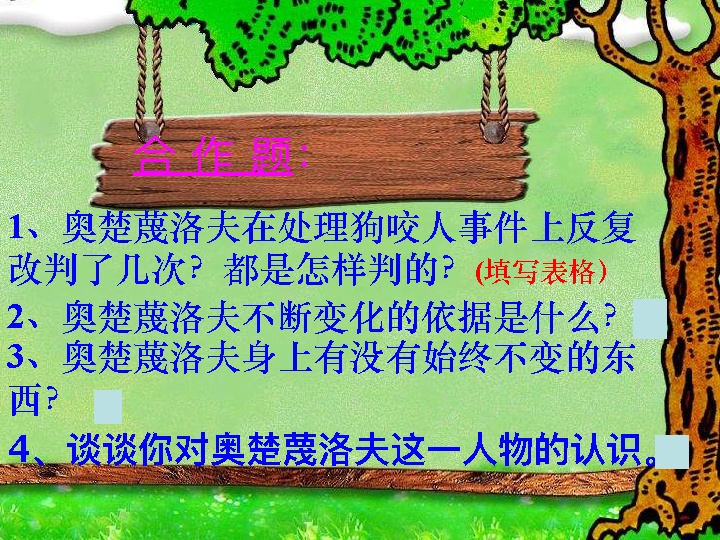 合 作 题:
1、奥楚蔑洛夫在处理狗咬人事件上反复
改判了几次？都是怎样判的？(填写表格）
2、奥楚蔑洛夫不断变化的依据是什么？
3、奥楚蔑洛夫身上有没有始终不变的东
西？
4、谈谈你对奥楚蔑洛夫这一人物的认识。